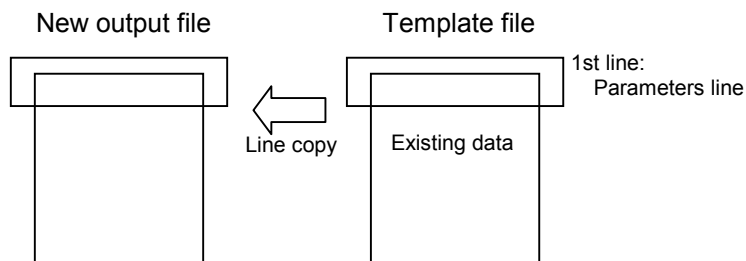 New output file
Template file
1st line:
Parameters line
Line copy
Existing data